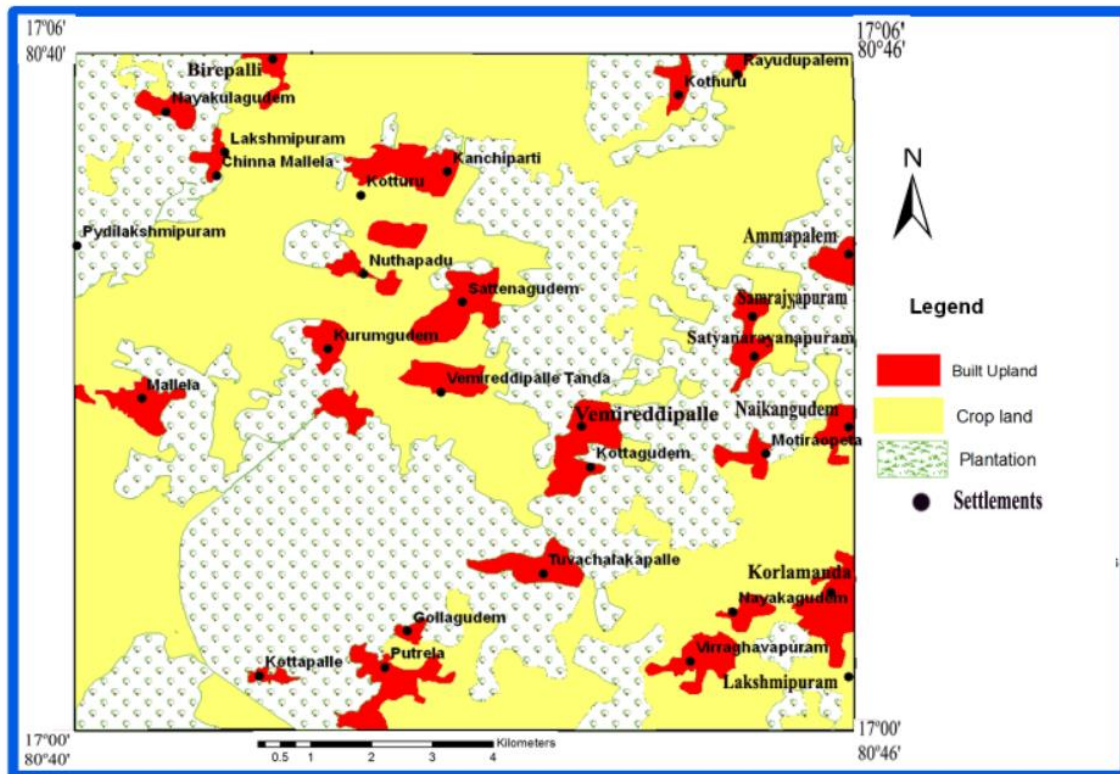 17°06'
80°40'
17°06'
80°46'
Birepalli
Rayudupalem
Kothuru
Nayakulagudem
Lakshmipuram
Chinna Mallela
Kanchiparti
Kotturu
N
Pydilakshmipuram
Ammapalem
Nuthapadu
Sattenagudem
Samrajyapuram
Legend
Kurumgudem
Satyanarayanapuram
Built Upland
Mallela
Vemireddipalle Tanda
Crop land
Vemireddipalle
Naikangudem
Motiraopeta
Plantation
Kottagudem
Settlements
Tuvachalakapalle
Korlamanda
Nayakagudem
Gollagudem
Putrela
Virraghavapuram
Kottapalle
Lakshmipuram
17°00'
80°40'
17°00'
80°46'
Kilometers
0.5 1 2 3 4